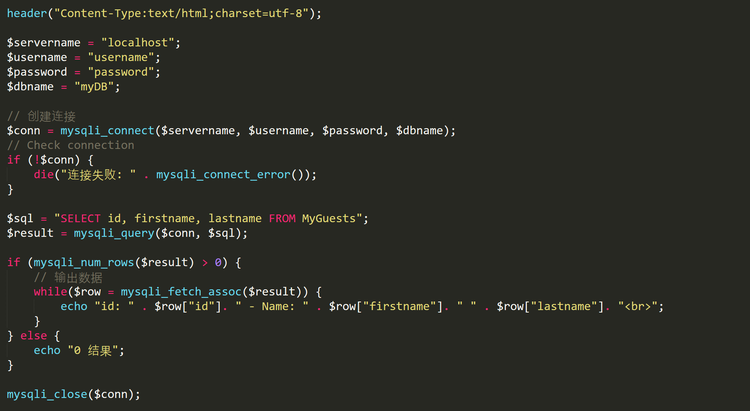 header("Content-Type:text/html;charset=utf-8");
$servername = "localhost";
$username = "username";
$password = "password";
$dbname = "myDB";
// 创建连接
$conn = mysqli_connect($servername, $username, $password, $dbname);
// Check connection
if (!$conn) {
die("连接失败: " . mysqli_connect_error());
}
$sql = "SELECT id, firstname, lastname FROM MyGuests";
$result = mysqli_query($conn, $sql);
if (mysqli_num_rows($result) > 0) {
// 输出数据
while($row = mysqli_fetch_assoc($result)) {
echo "id: " . $row["id"]. " - Name: " . $row["firstname"]. " " . $row["lastname"]. "<br>";
}
} else {
echo "0 结果";
}
mysqli_close($conn);